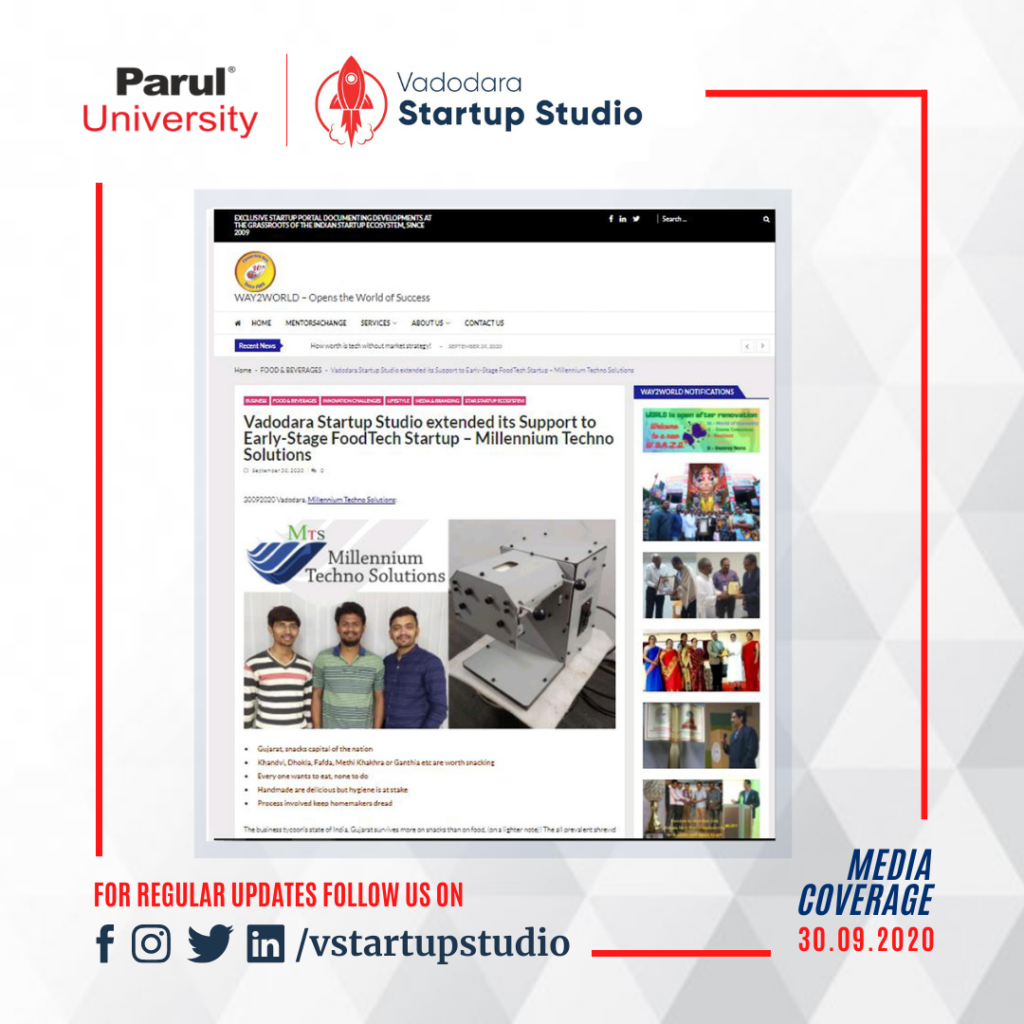 Parul®
University
Vadodara
Startup Studio
EXCLUSIVE STARTUP PORTAL DOCUMENTING DEVELOPMENTS AT
THE GRASSROOTS OF THE INDIAN STARTUP ECOSYSTEM, SINCE
2009
Search ...
WAY2WORLD – Opens the World of Success
HOME MENTORS4CHANGE SERVICES ABOUT US CONTACT US
Recent News How worth is tech without market strategy! - SEPTEMBER
Home - FOOD & BEVERAGES - Vadodara Startup Studio extended its Support to Early-Stage FoodTech Startup – Millennium Techno Solutions
WAY2WORLD NOTIFICATIONS
BUSINESS FOOD & BEVERAGES INNOVATION CHALLENGES LIFESTYLE MEDIA & BRANDING STAR STARTUP ECOSYSTEM
Vadodara Startup Studio extended its Support to
Early-Stage FoodTech Startup – Millennium Techno
Solutions
September 30, 2020 0
20092020 Vadodara, Millennium Techno Solutions:
MTS
Millennium
Techno Solutions
Gujarat, snacks capital of the nation
Khandvi, Dhokla, Fafda, Methi Khakhra or Ganthia etc are worth snacking
Every one wants to eat, none to do
Handmade are delicious but hygiene is at stake
Process involved keep homemakers dread
The business tycoon's state of India, Gujarat survives more on snacks than on food, (on a lighter note)! The all prevalent shrewd
WORLD is open after renovation
Welcome
to a new
FOR REGULAR UPDATES FOLLOW US ON
/vstartupstudio
MEDIA
COVERAGE
30.09.2020